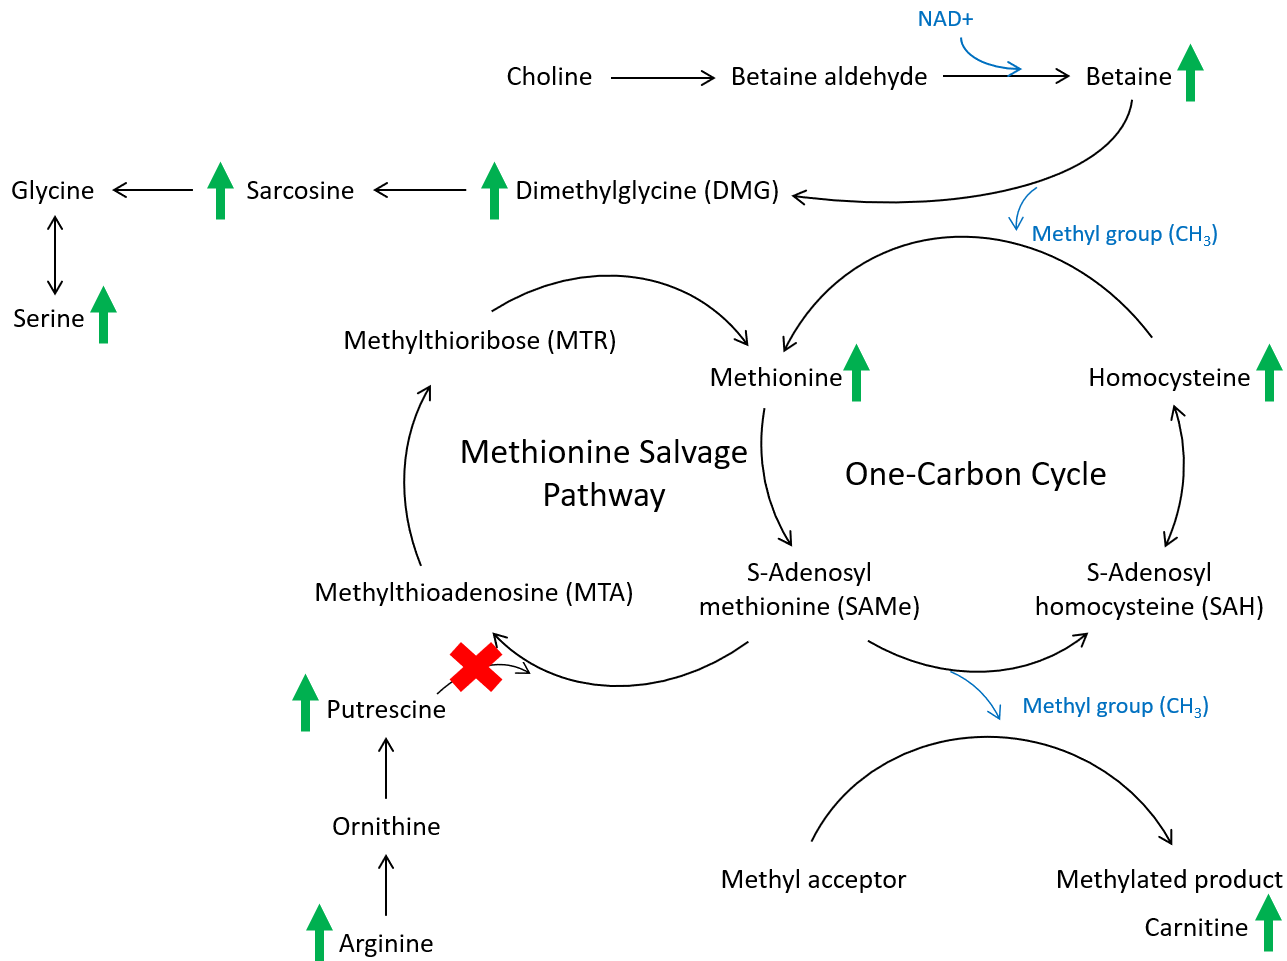 NAD+
Choline
Betaine aldehyde
Betaine
Glycine
Sarcosine
Dimethylglycine (DMG)
Methyl group (CH₃)
Serine
Methylthioribose (MTR)
Methionine
Homocysteine
Methionine Salvage
Pathway
One-Carbon Cycle
Methylthioadenosine (MTA)
S-Adenosyl
methionine (SAMe)
S-Adenosyl
homocysteine (SAH)
Putrescine
Methyl group (CH₃)
Ornithine
Methyl acceptor
Methylated product
Carnitine
Arginine